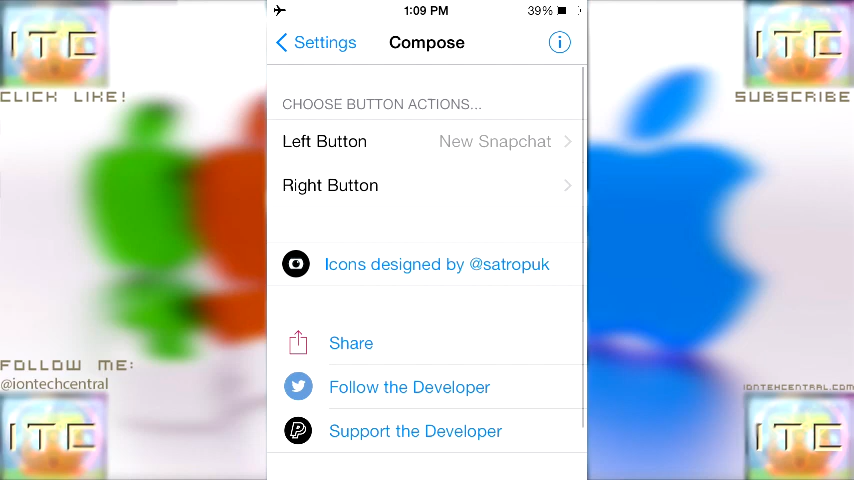 1:09 PM
39%
Settings
Compose
CHOOSE BUTTON ACTIONS...
Left Button
New Snapchat
Right Button
Icons designed by @satropuk
Share
Follow the Developer
Support the Developer
ITC
CLICK LIKE!
FOLLOW ME:
@iontechcentral
ITC
ITC
SUBSCRIBE
IONTECHCENTRAL.COM
ITC